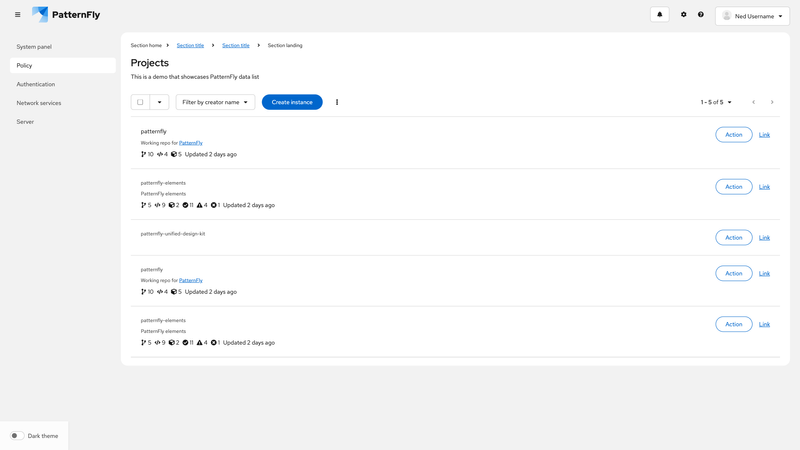 PatternFly
Ned Username
System panel
Policy
Authentication
Network services
Server
Section home Section title Section title Section landing
Projects
This is a demo that showcases PatternFly data list
Filter by creator name Create instance 1 - 5 of 5
patternfly
Working repo for PatternFly
10 4 5 Updated 2 days ago
Action Link
patternfly-elements
PatternFly elements
5 9 2 11 4 1 Updated 2 days ago
Action Link
patternfly-unified-design-kit
Action Link
patternfly
Working repo for PatternFly
10 4 5 Updated 2 days ago
Action Link
patternfly-elements
PatternFly elements
5 9 2 11 4 1 Updated 2 days ago
Action Link
Dark theme